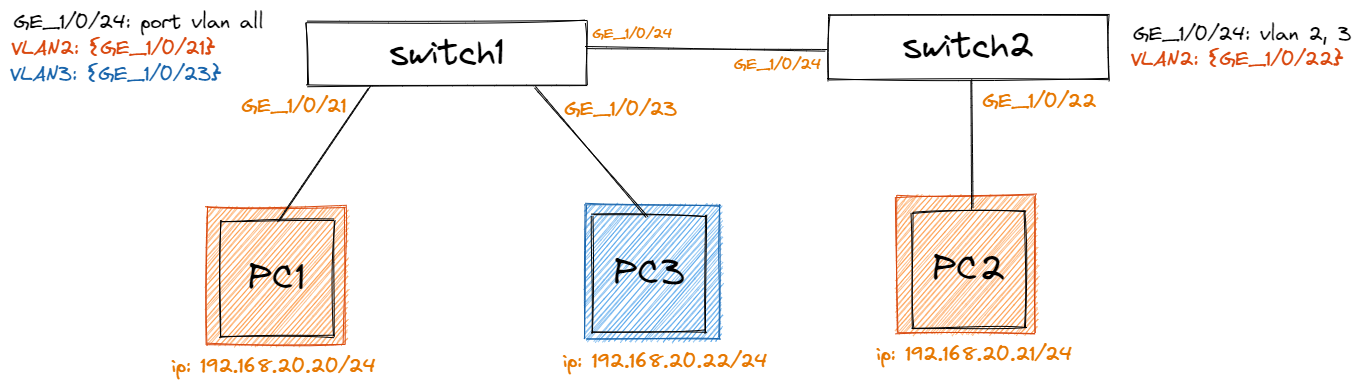 GE_1/0/24: port vlan all
VLAN2: {GE_1/0/21}
VLAN3: {GE_1/0/23}
switch1
GE_1/0/24
GE_1/0/24
switch2
GE_1/0/24: vlan 2, 3
VLAN2: {GE_1/0/22}
GE_1/0/21
GE_1/0/23
GE_1/0/22
PC1
PC3
PC2
ip: 192.168.20.20/24
ip: 192.168.20.22/24
ip: 192.168.20.21/24